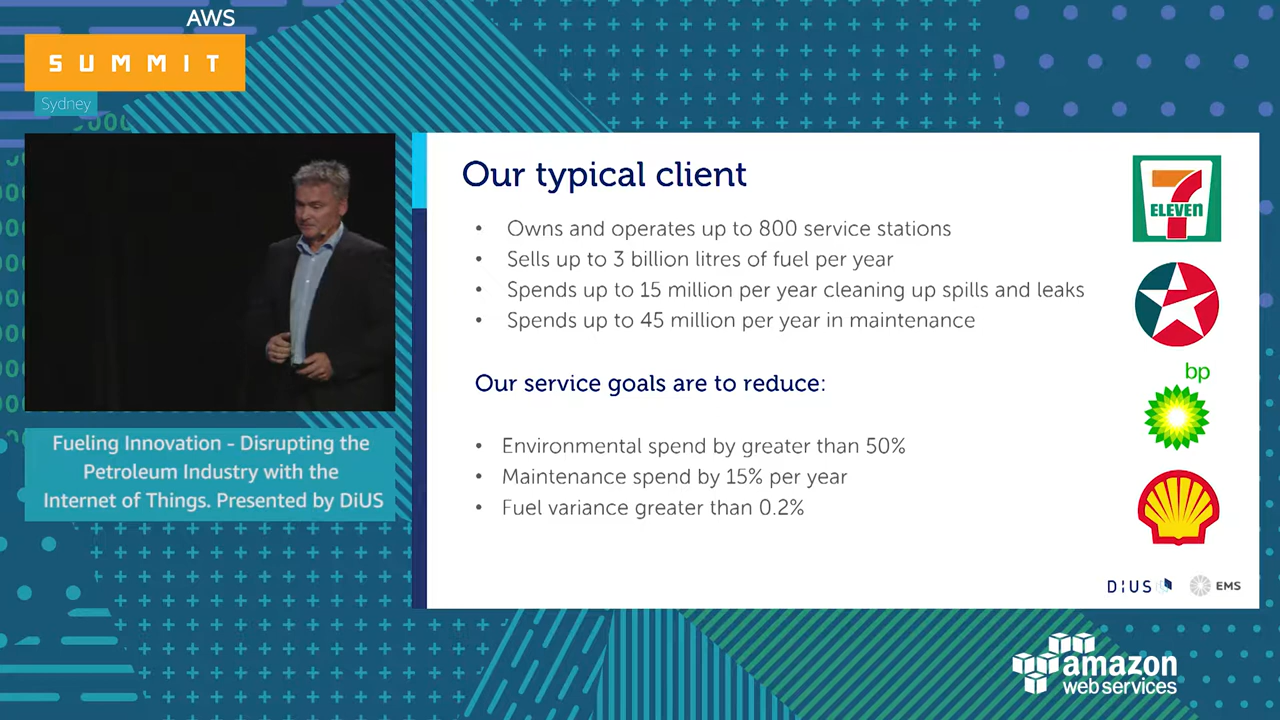 AWS
SUMMIT
Sydney
Fueling Innovation - Disrupting the
Petroleum Industry with the
Internet of Things. Presented by DiUS
Our typical client
• Owns and operates up to 800 service stations
• Sells up to 3 billion litres of fuel per year
• Spends up to 15 million per year cleaning up spills and leaks
• Spends up to 45 million per year in maintenance
Our service goals are to reduce:
• Environmental spend by greater than 50%
• Maintenance spend by 15% per year
• Fuel variance greater than 0.2%
7
ELEVEN
bp
DiUS
EMS
amazon
web services